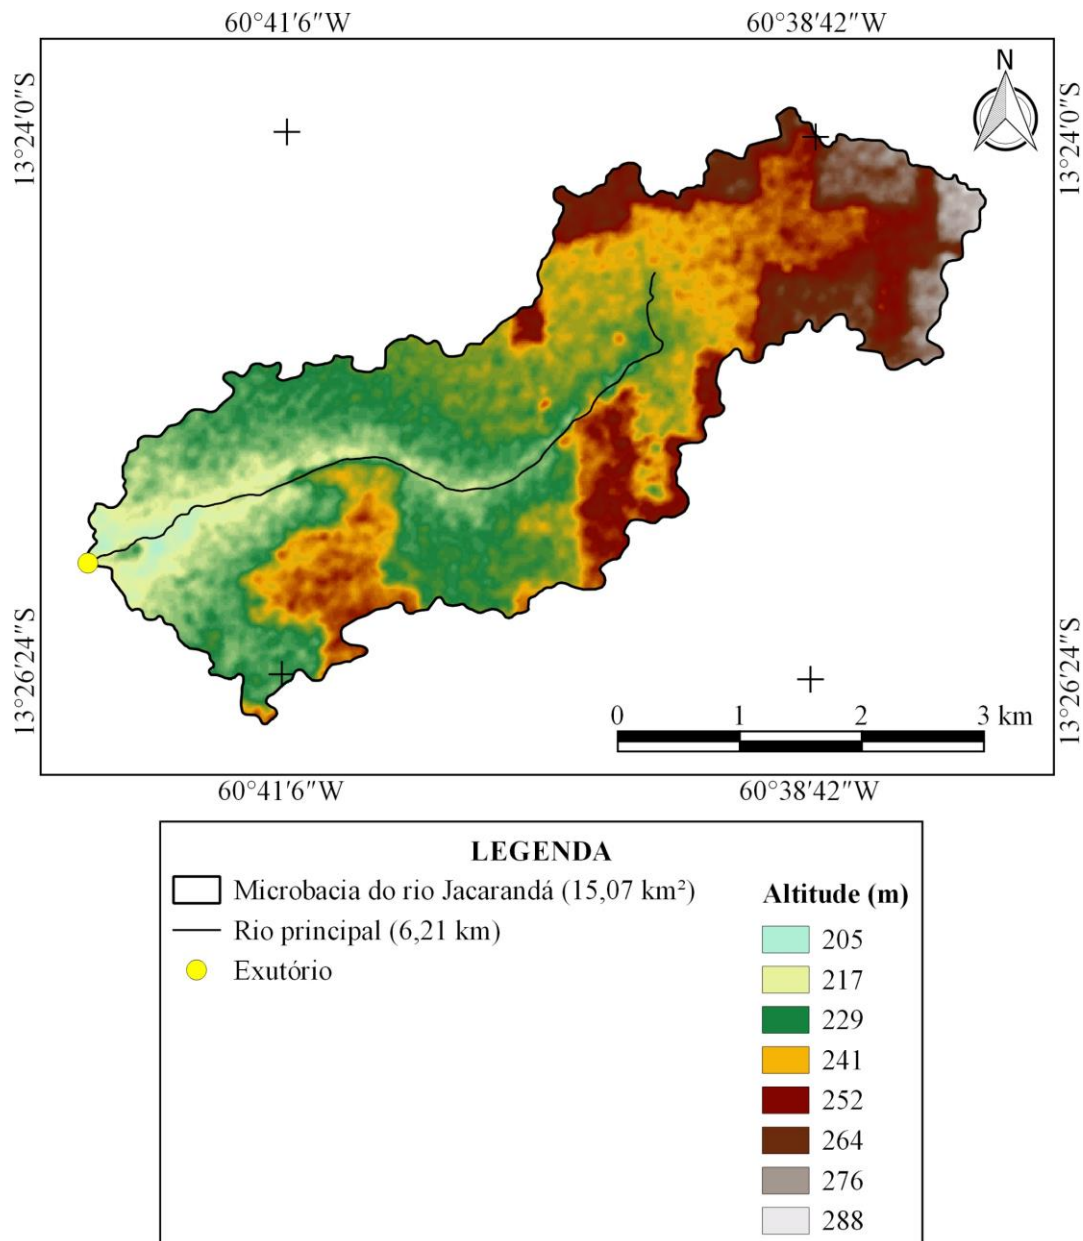 60°41′6″W 60°38′42″W
N
13°24′0″S 13°24′0″S
13°26′24″S 13°26′24″S
0 1 2 3 km
60°41′6″W 60°38′42″W
LEGENDA
Microbacia do rio Jacarandá (15,07 km²)
Rio principal (6,21 km)
Exutório
Altitude (m)
205
217
229
241
252
264
276
288